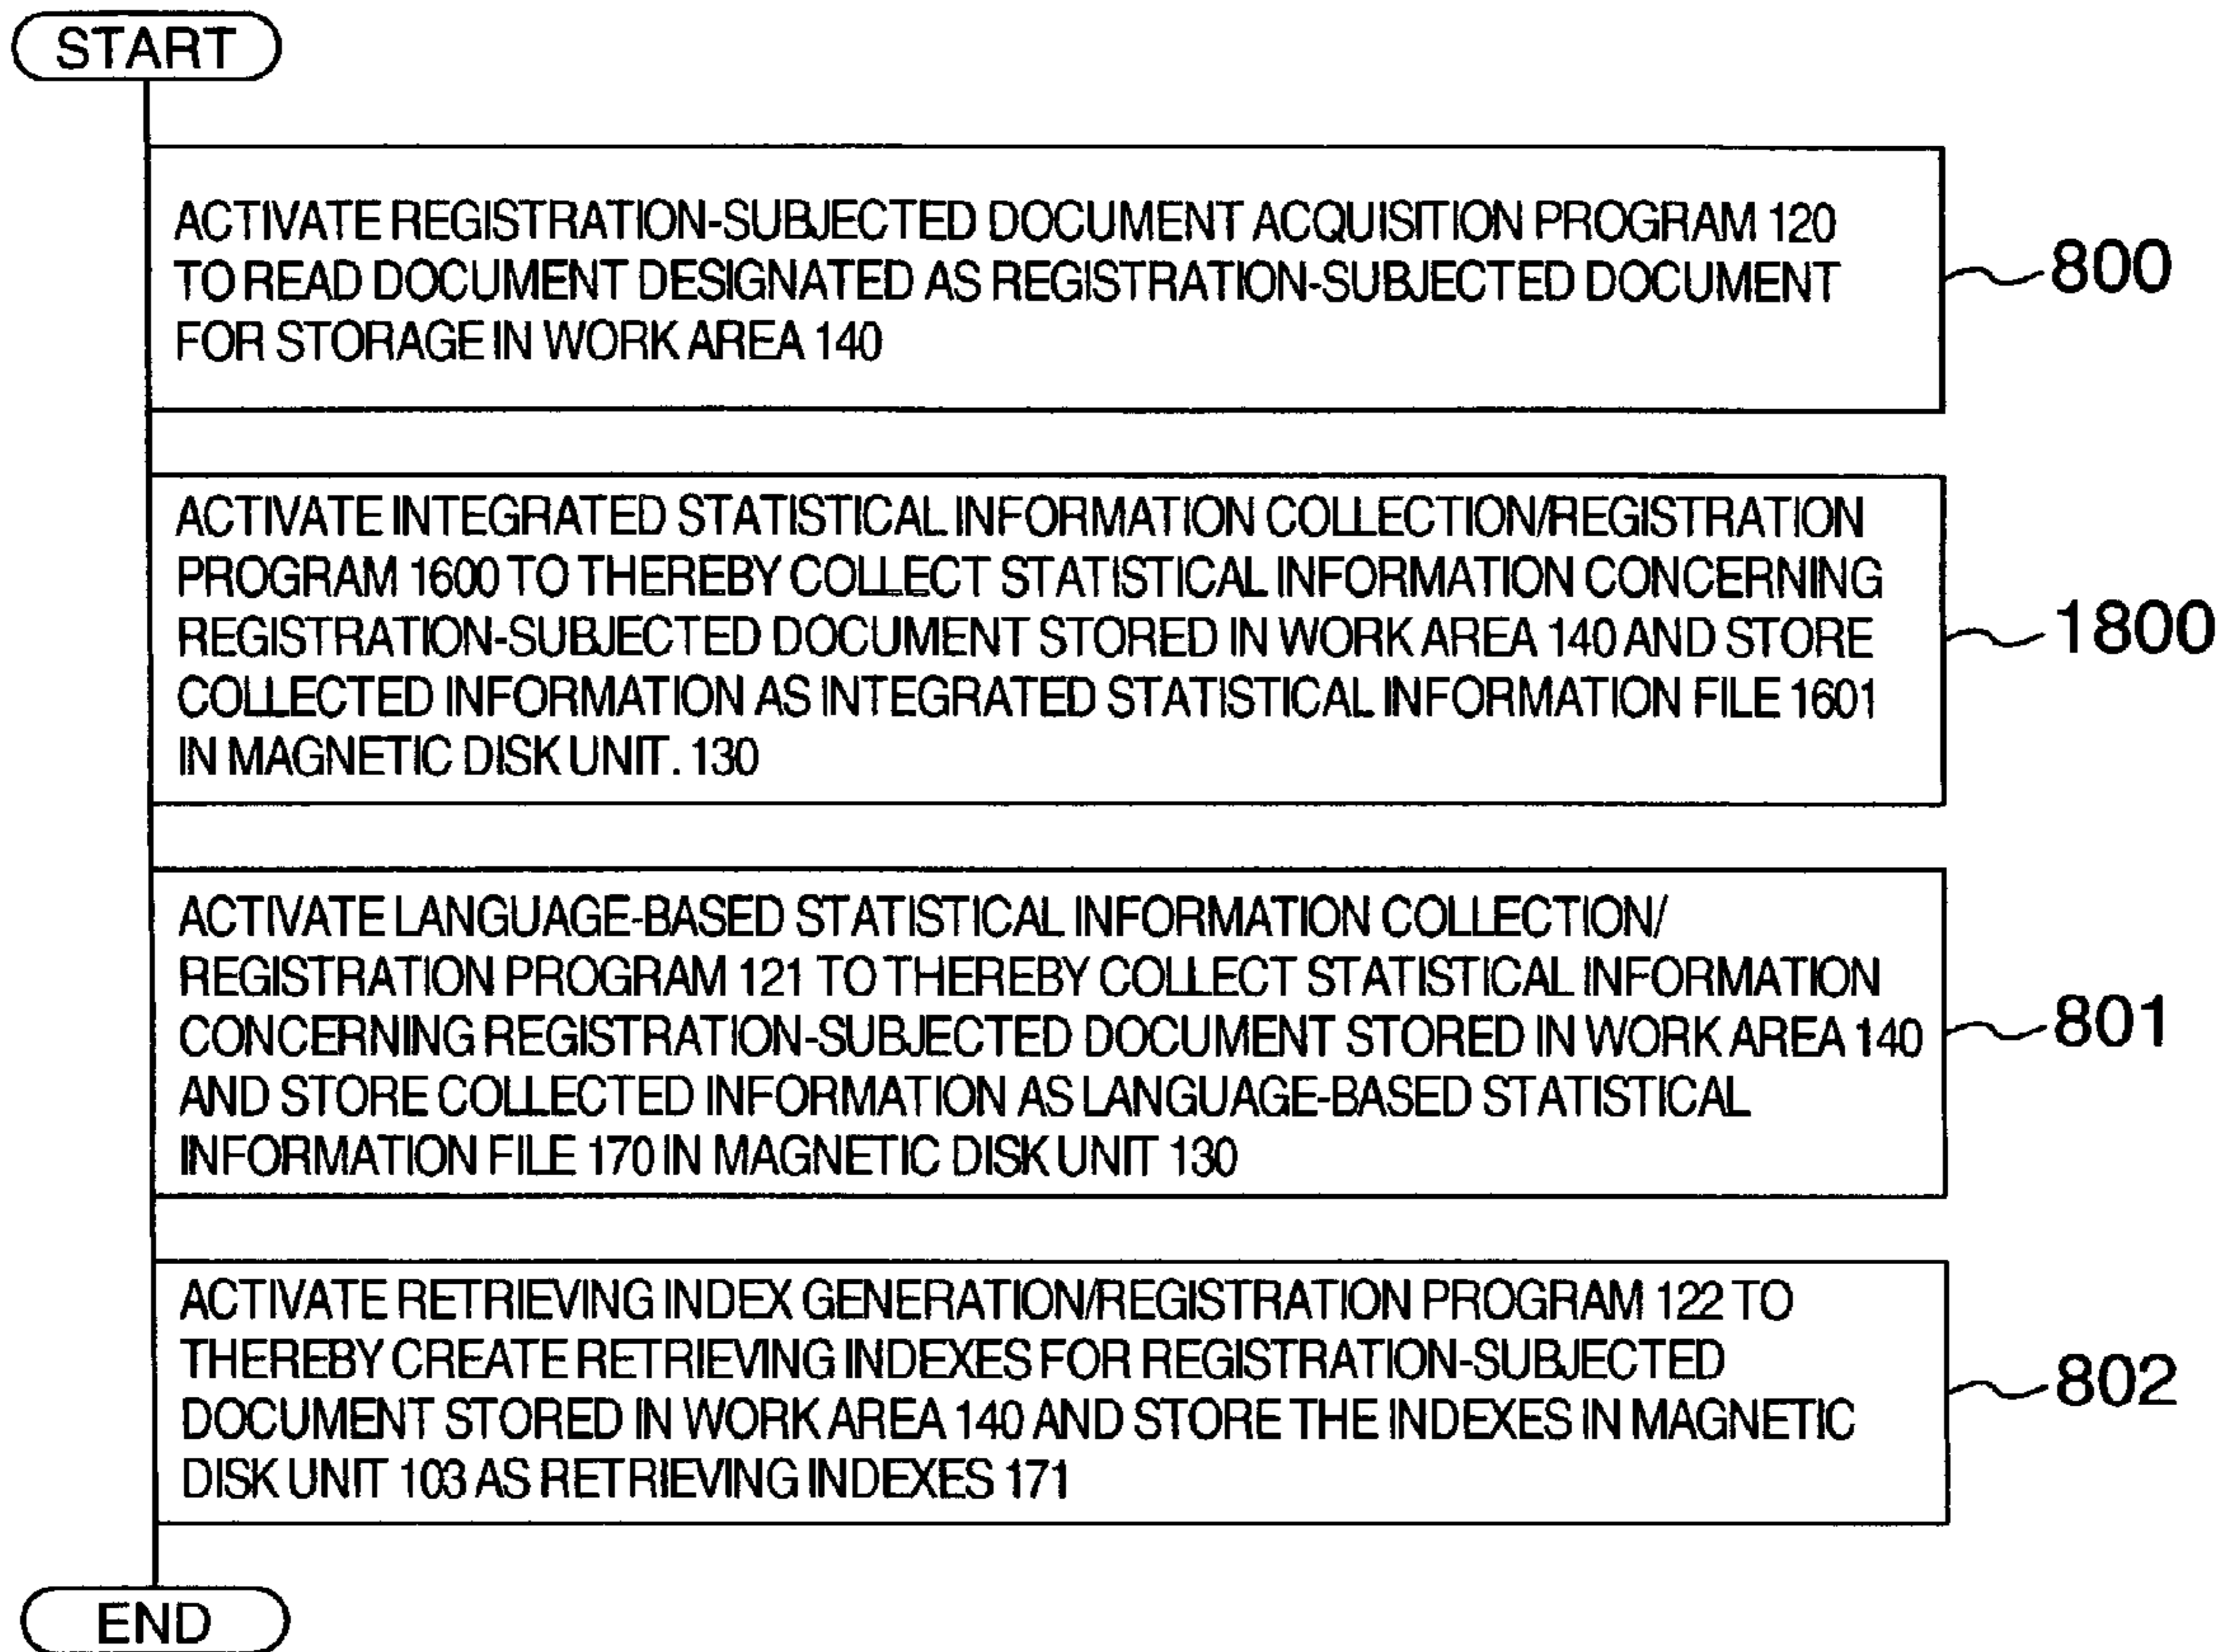 START
ACTIVATE REGISTRATION-SUBJECTED DOCUMENT ACQUISITION PROGRAM 120
TO READ DOCUMENT DESIGNATED AS REGISTRATION-SUBJECTED DOCUMENT
FOR STORAGE IN WORK AREA 140
800
ACTIVATE INTEGRATED STATISTICAL INFORMATION COLLECTION/REGISTRATION
PROGRAM 1600 TO THEREBY COLLECT STATISTICAL INFORMATION CONCERNING
REGISTRATION-SUBJECTED DOCUMENT STORED IN WORK AREA 140 AND STORE
COLLECTED INFORMATION AS INTEGRATED STATISTICAL INFORMATION FILE 1601
IN MAGNETIC DISK UNIT. 130
1800
ACTIVATE LANGUAGE-BASED STATISTICAL INFORMATION COLLECTION/
REGISTRATION PROGRAM 121 TO THEREBY COLLECT STATISTICAL INFORMATION
CONCERNING REGISTRATION-SUBJECTED DOCUMENT STORED IN WORK AREA 140
AND STORE COLLECTED INFORMATION AS LANGUAGE-BASED STATISTICAL
INFORMATION FILE 170 IN MAGNETIC DISK UNIT 130
801
ACTIVATE RETRIEVING INDEX GENERATION/REGISTRATION PROGRAM 122 TO
THEREBY CREATE RETRIEVING INDEXES FOR REGISTRATION-SUBJECTED
DOCUMENT STORED IN WORK AREA 140 AND STORE THE INDEXES IN MAGNETIC
DISK UNIT 103 AS RETRIEVING INDEXES 171
802
END